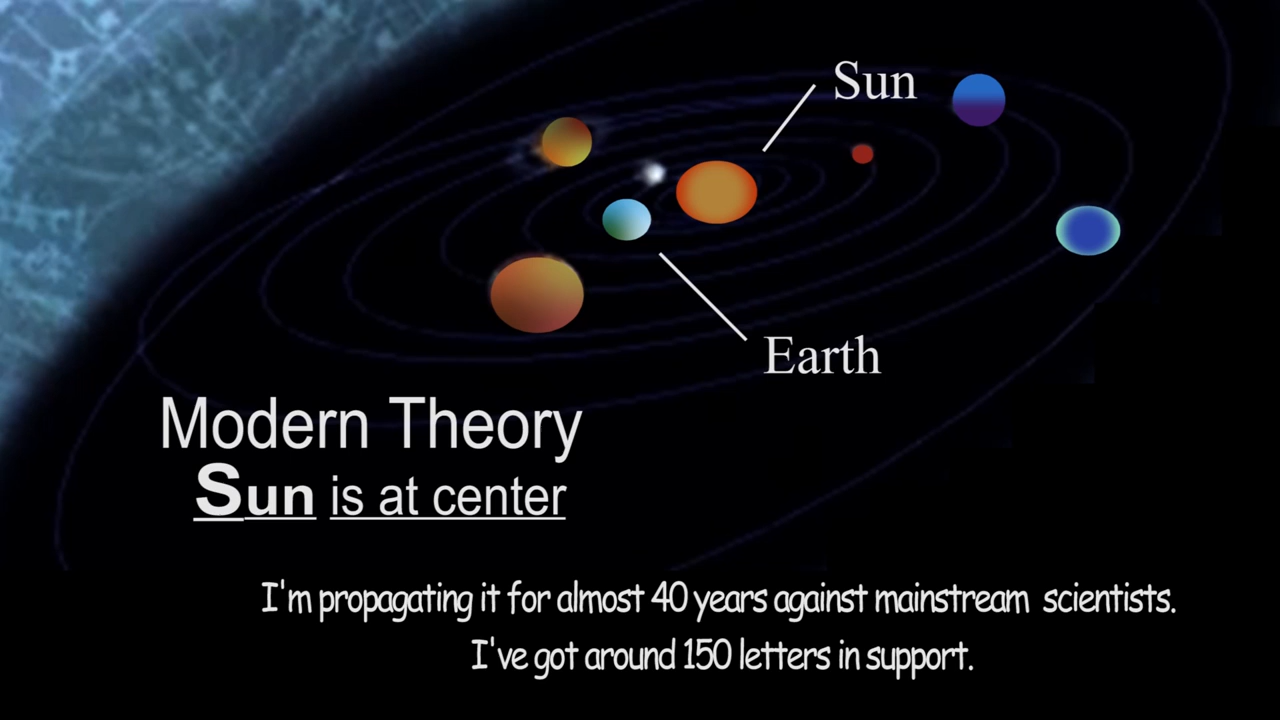 Sun
Earth
Modern Theory
Sun is at center
I'm propagating it for almost 40 years against mainstream scientists.
I've got around 150 letters in support.